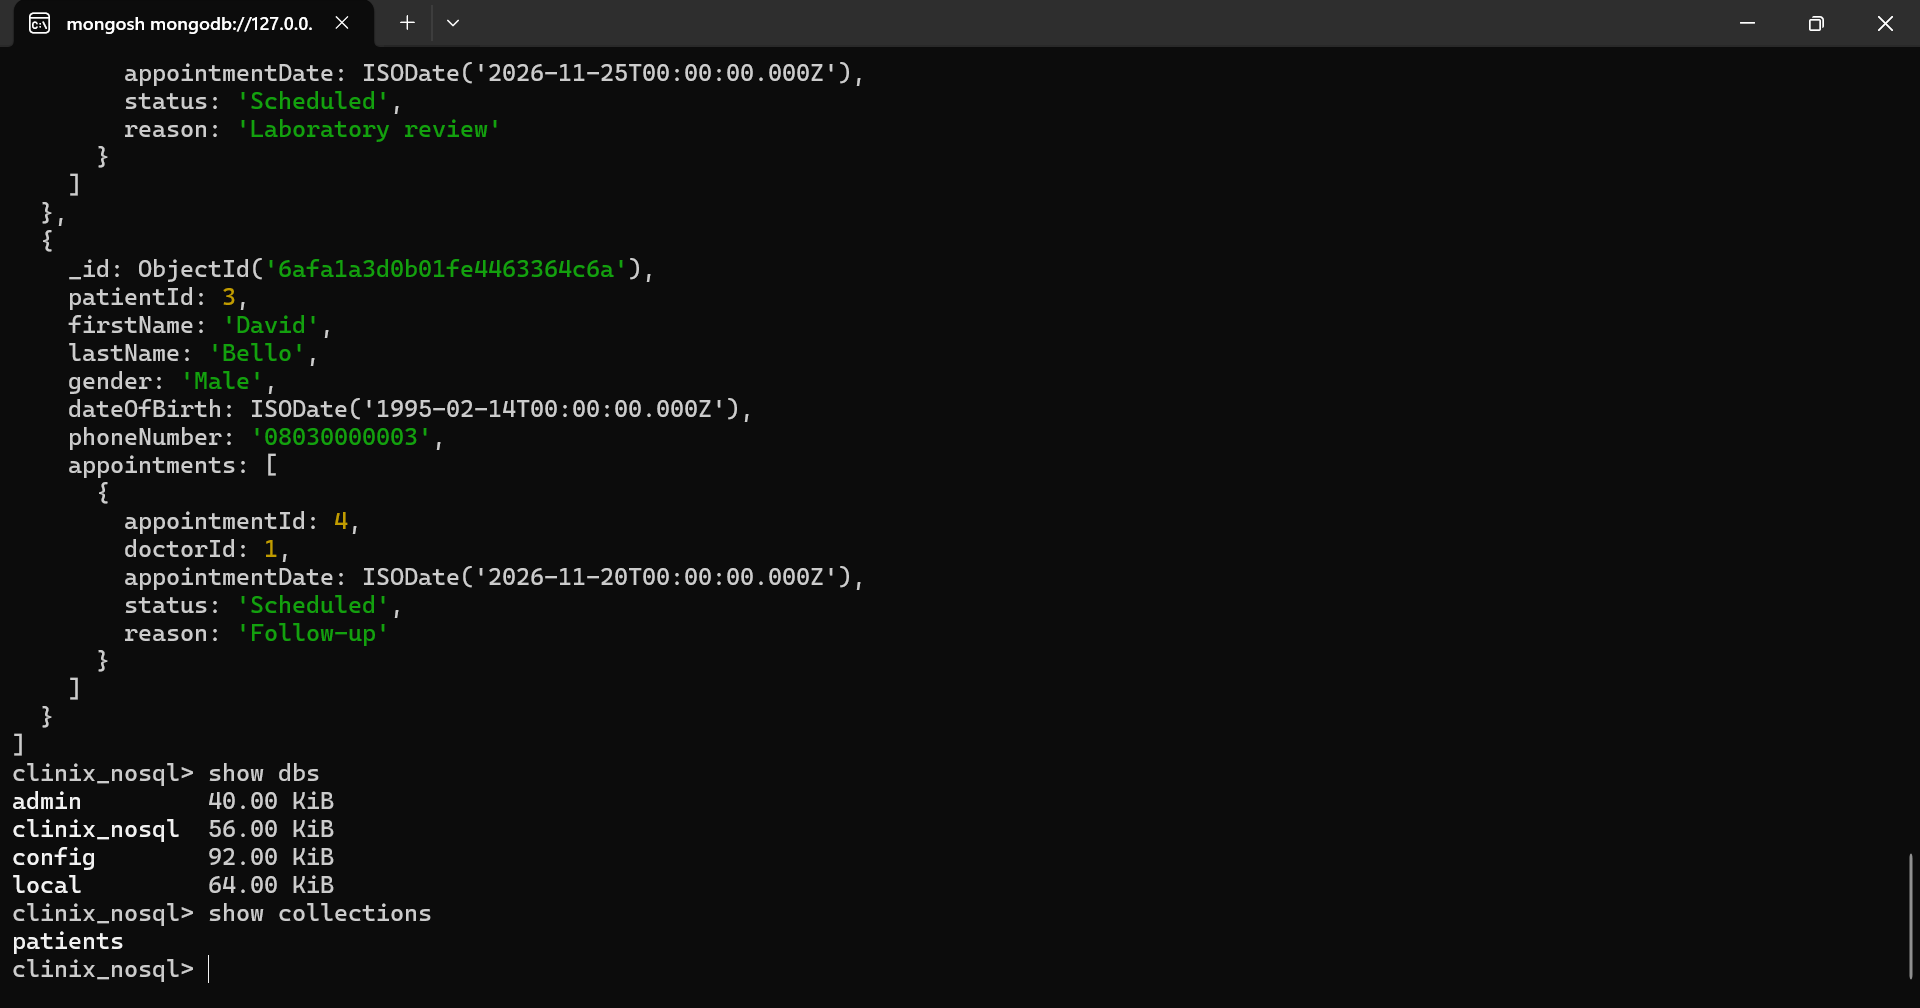 mongosh mongodb://127.0.0.
        appointmentDate: ISODate('2026-11-25T00:00:00.000Z'),
        status: 'Scheduled',
        reason: 'Laboratory review'
      }
    ]
  },
  {
    _id: ObjectId('6afa1a3d0b01fe4463364c6a'),
    patientId: 3,
    firstName: 'David',
    lastName: 'Bello',
    gender: 'Male',
    dateOfBirth: ISODate('1995-02-14T00:00:00.000Z'),
    phoneNumber: '08030000003',
    appointments: [
      {
        appointmentId: 4,
        doctorId: 1,
        appointmentDate: ISODate('2026-11-20T00:00:00.000Z'),
        status: 'Scheduled',
        reason: 'Follow-up'
      }
    ]
  }
]
clinix_nosql> show dbs
admin         40.00 KiB
clinix_nosql  56.00 KiB
config        92.00 KiB
local         64.00 KiB
clinix_nosql> show collections
patients
clinix_nosql>